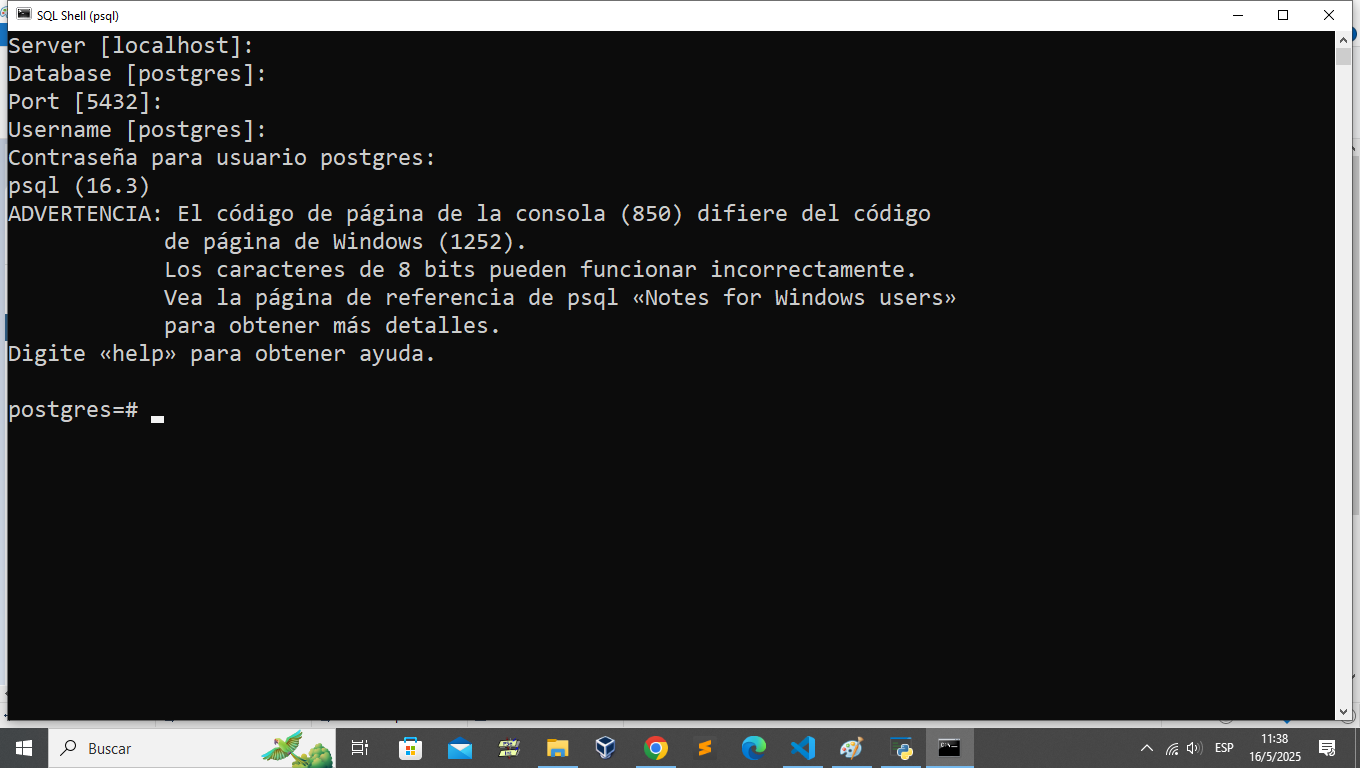 SQL Shell (psql)
Server [localhost]:
Database [postgres]:
Port [5432]:
Username [postgres]:
Contraseña para usuario postgres:
psql (16.3)
ADVERTENCIA: El código de página de la consola (850) difiere del código
de página de Windows (1252).
Los caracteres de 8 bits pueden funcionar incorrectamente.
Vea la página de referencia de psql «Notes for Windows users»
para obtener más detalles.
Digite «help» para obtener ayuda.
postgres=#
Buscar
ESP
11:38
16/5/2025